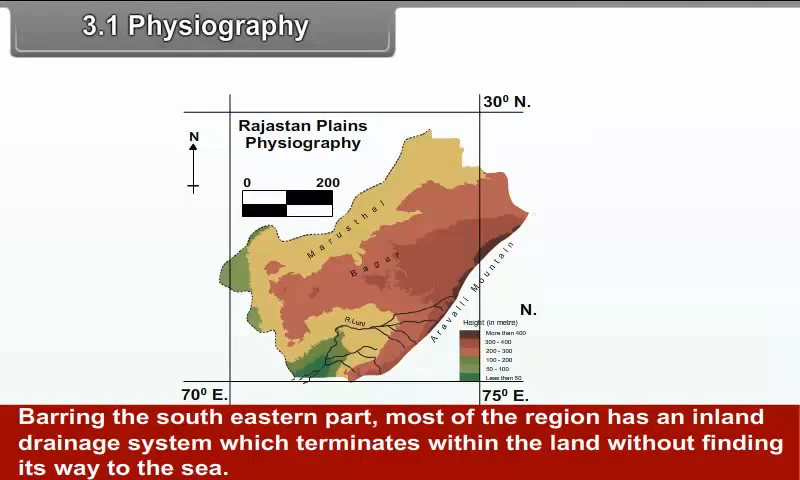 3.1 Physiography
30⁰ N.
Rajastan Plains
Physiography
N
0 200
Marusthal
Bagar
Aravalli Mountain
R.Luni
N.
Height (in metre)
More than 400
300 - 400
200 - 300
100 - 200
50 - 100
Less than 50
70⁰ E.
75⁰ E.
Barring the south eastern part, most of the region has an inland
drainage system which terminates within the land without finding
its way to the sea.